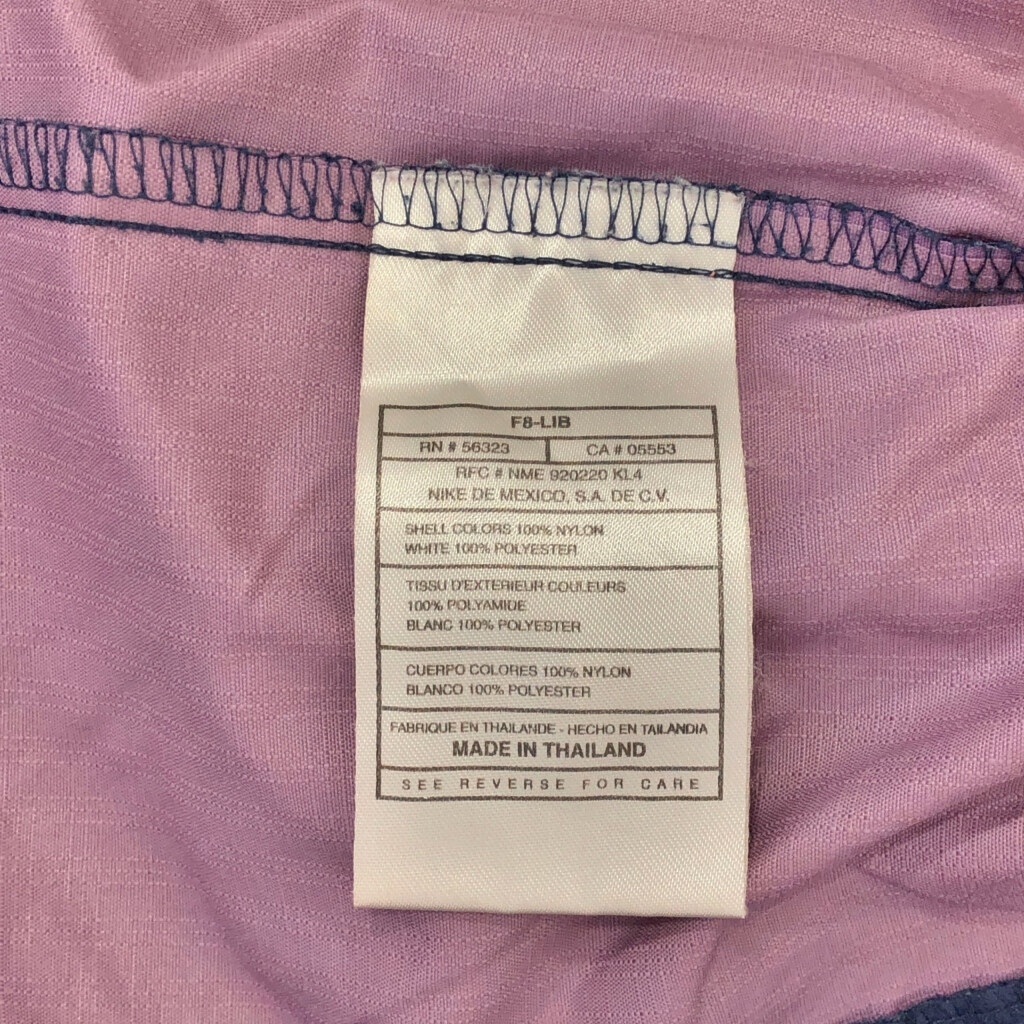 F8-LIB
RN # 56323 CA # 05553
RFC # NME 920220 KL4
NIKE DE MEXICO, S.A. DE C.V.
SHELL COLORS 100% NYLON
WHITE 100% POLYESTER
TISSU D'EXTERIEUR COULEURS
100% POLYAMIDE
BLANC 100% POLYESTER
CUERPO COLORES 100% NYLON
BLANCO 100% POLYESTER
FABRIQUE EN THAILANDE - HECHO EN TAILANDIA
MADE IN THAILAND
SEE REVERSE FOR CARE